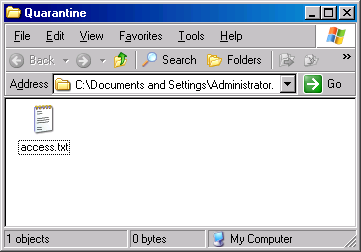 Quarantine
File Edit View Favorites Tools Help
Back Search Folders »
Address C:\Documents and Settings\Administrator. Go
access.txt
1 objects 0 bytes My Computer